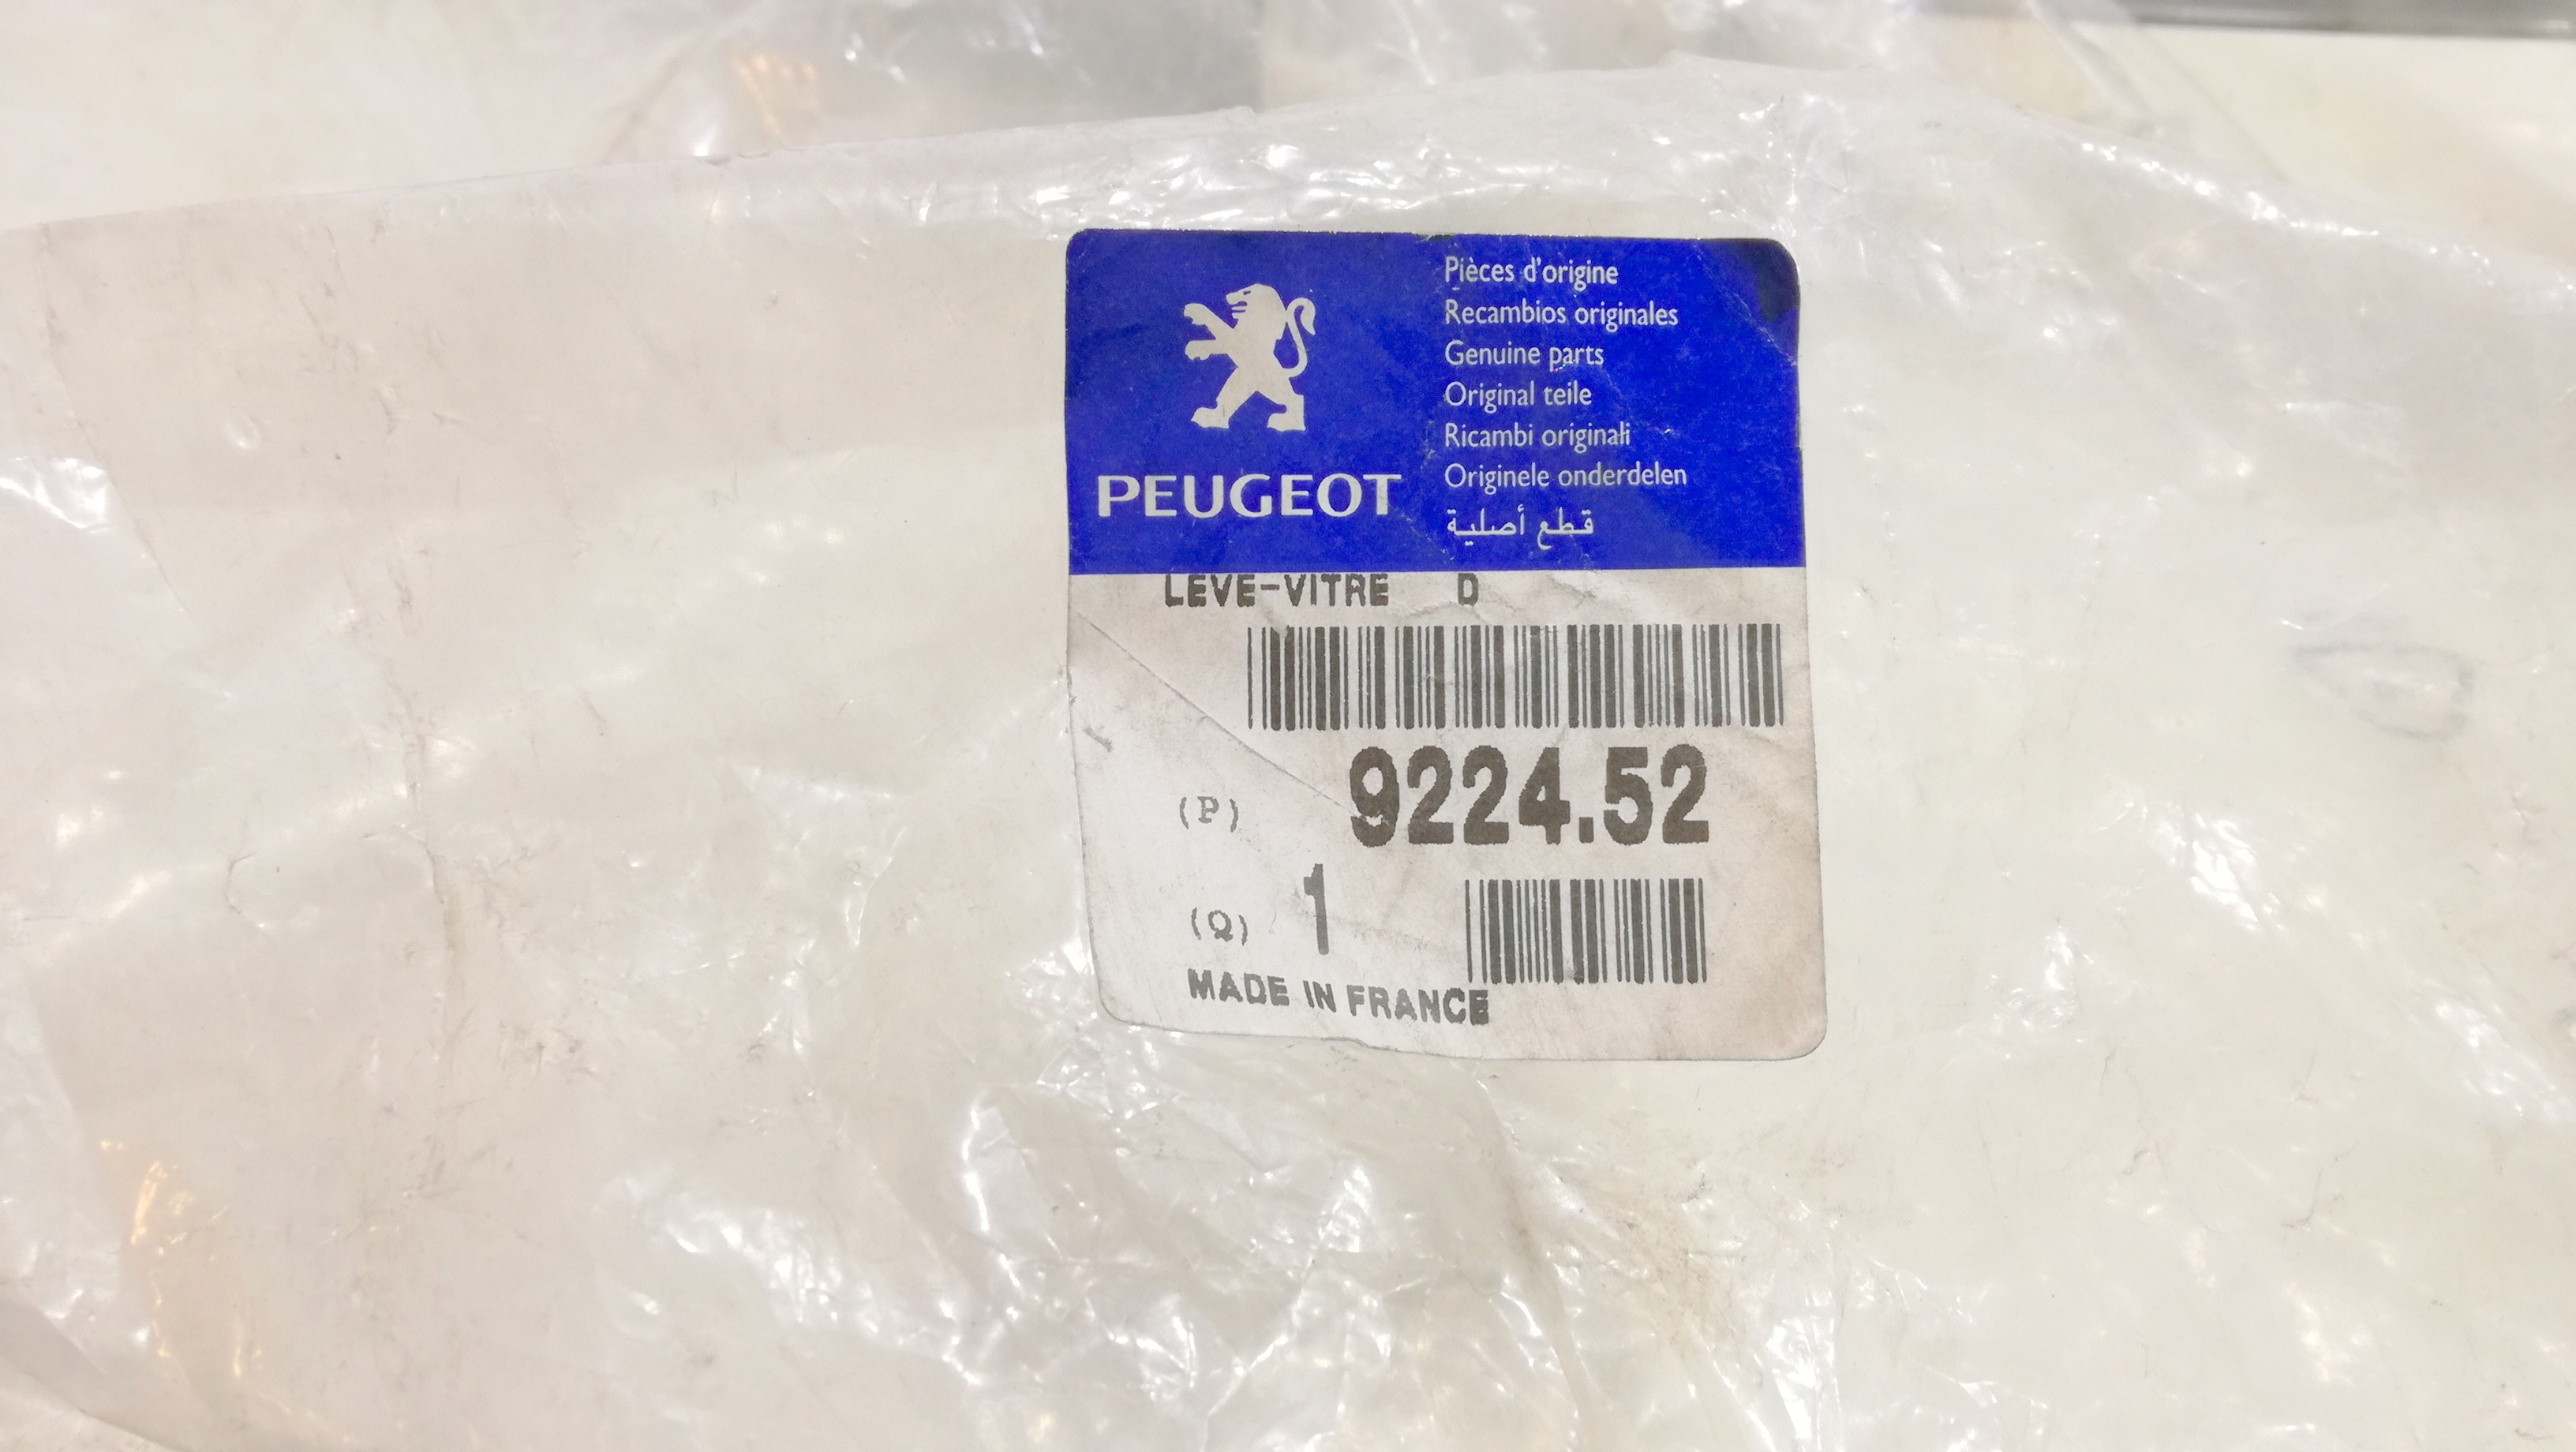 PEUGEOT
Pièces d'origine
Recambios originales
Genuine parts
Original teile
Ricambi originali
Originele onderdelen
قطع أصلية
LEVE-VITRE D
(P) 9224.52
(Q) 1
MADE IN FRANCE